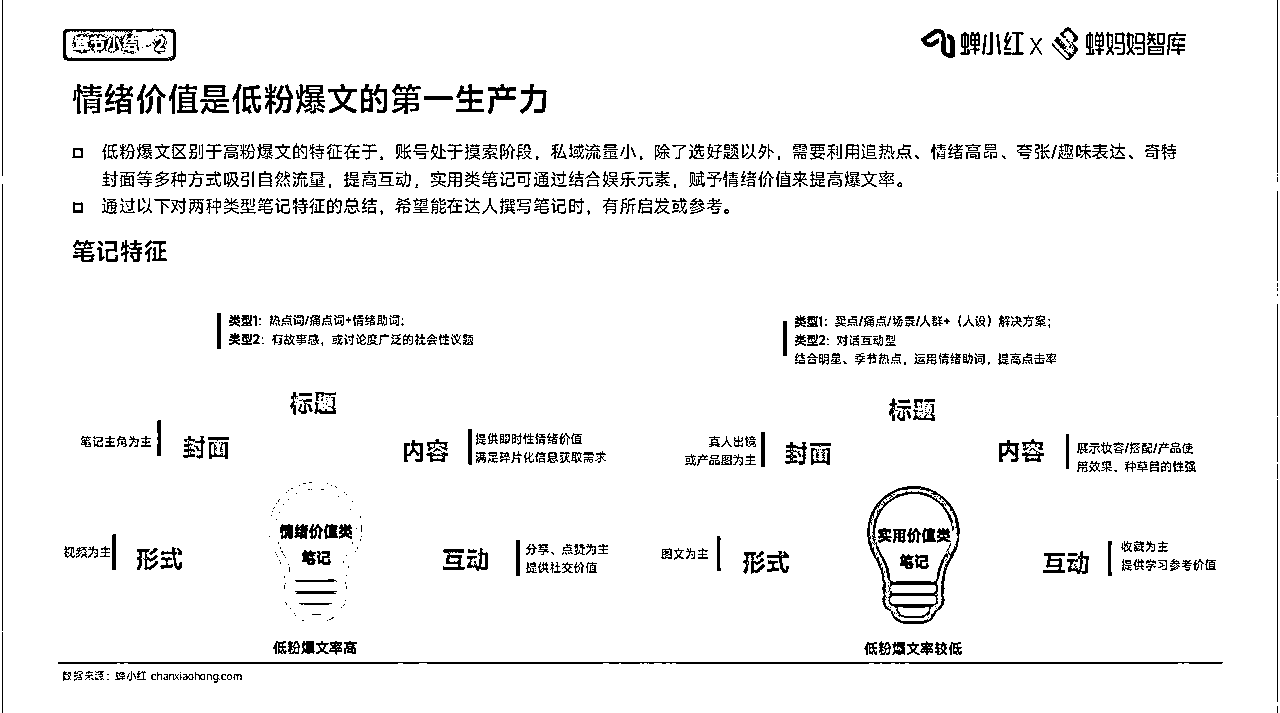 章节小结-2
蝉小红 X 蝉妈妈智库
情绪价值是低粉爆文的第一生产力
低粉爆文区别于高粉爆文的特征在于，账号处于摸索阶段，私域流量小，除了选好题以外，需要利用追热点、情绪高昂、夸张/趣味表达、奇特
封面等多种方式吸引自然流量，提高互动，实用类笔记可通过结合娱乐元素，赋予情绪价值来提高爆文率。
通过以下对两种类型笔记特征的总结，希望能在达人撰写笔记时，有所启发或参考。
笔记特征
类型1：热点词/痛点词+情绪助词；
类型2：有故事感，或讨论度广泛的社会性议题
标题
笔记主角为主
封面
内容
提供即时性情绪价值
满足碎片化信息获取需求
情绪价值类
笔记
视频为主
形式
互动
分享、点赞为主
提供社交价值
低粉爆文率高
类型1：卖点/痛点/场景/人群+（人设）解决方案；
类型2：对话互动型
结合明星、季节热点，运用情绪助词，提高点击率
标题
真人出镜
或产品图为主
封面
内容
展示妆容/搭配/产品使
用效果、种草目的性强
实用价值类
笔记
图文为主
形式
互动
收藏为主
提供学习参考价值
低粉爆文率较低
数据来源：蝉小红 chanxiaohong.com